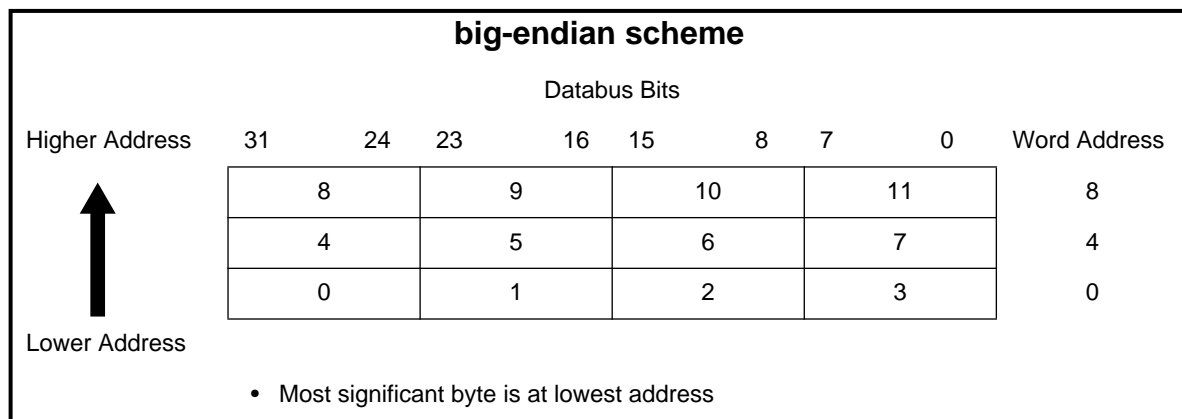 big-endian scheme
Databus Bits
Higher Address 31 24 23 16 15 8 7 0 Word Address
8 9 10 11 8
4 5 6 7 4
0 1 2 3 0
Lower Address
• Most significant byte is at lowest address